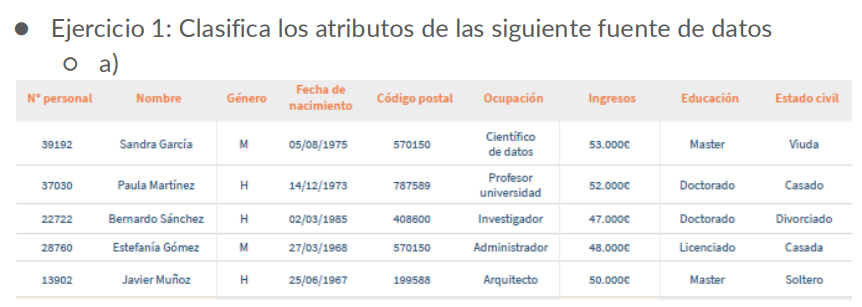 ● Ejercicio 1: Clasifica los atributos de las siguiente fuente de datos
○ a)
Nº personal Nombre Género Fecha de nacimiento Código postal Ocupación Ingresos Educación Estado civil
39192 Sandra García M 05/08/1975 570150 Científico de datos 53.000€ Master Viuda
37030 Paula Martínez H 14/12/1973 787589 Profesor universidad 52.000€ Doctorado Casado
22722 Bernardo Sánchez H 02/03/1985 408600 Investigador 47.000€ Doctorado Divorciado
28760 Estefanía Gómez M 27/03/1968 570150 Administrador 48.000€ Licenciado Casada
13902 Javier Muñoz H 25/06/1967 199588 Arquitecto 50.000€ Master Soltero